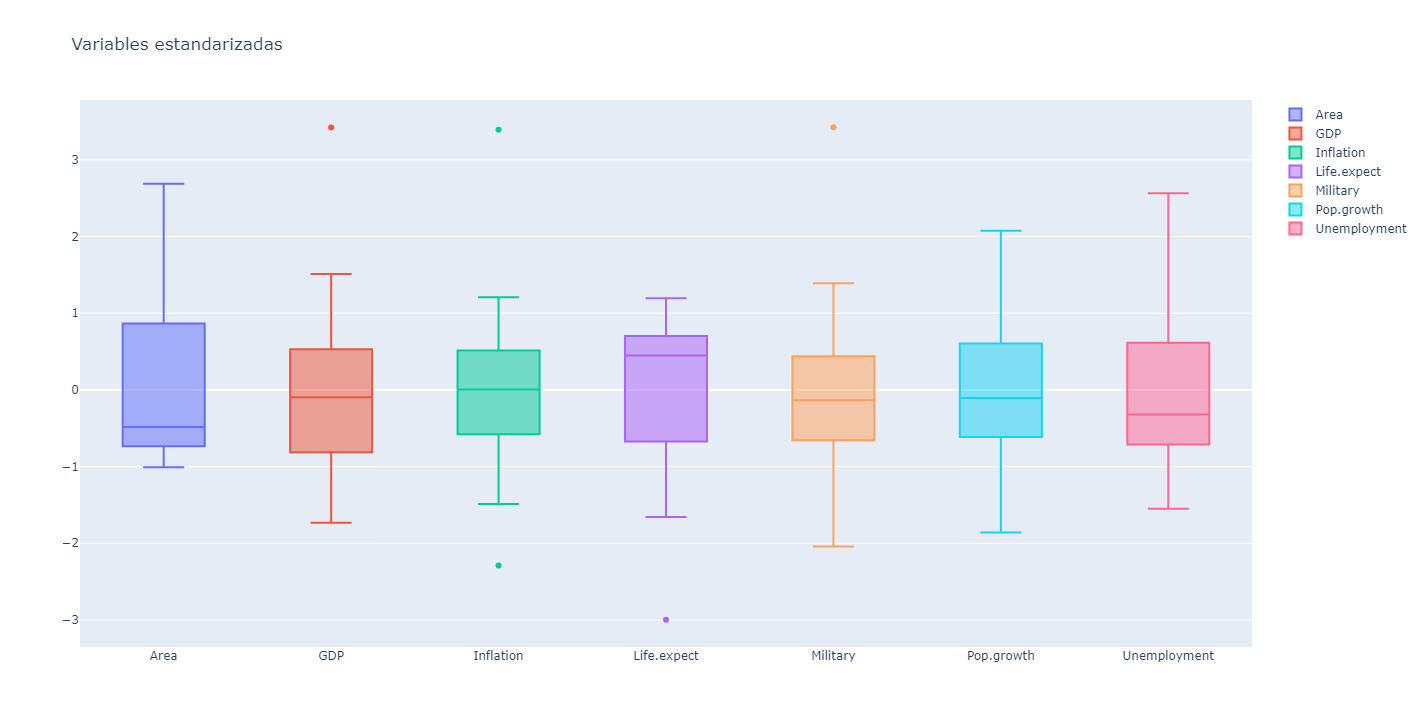 Variables estandarizadas
3
2
1
0
−1
−2
−3
Area
GDP
Inflation
Life.expect
Military
Pop.growth
Unemployment
Area
GDP
Inflation
Life.expect
Military
Pop.growth
Unemployment